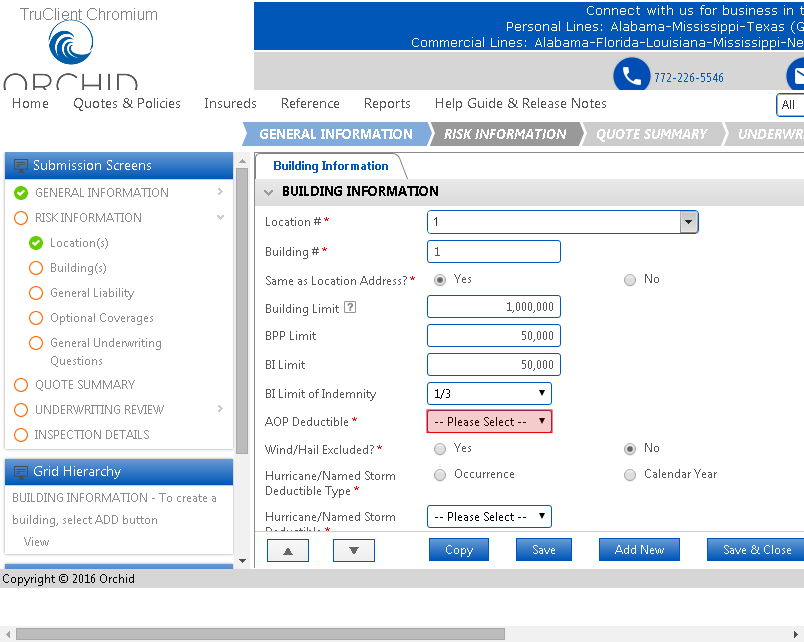 TruClient Chromium
ORCHID
Connect with us for business in t
Personal Lines: Alabama-Mississippi-Texas (G
Commercial Lines: Alabama-Florida-Louisiana-Mississippi-Ne
772-226-5546
Home Quotes & Policies Insureds Reference Reports Help Guide & Release Notes
All
GENERAL INFORMATION RISK INFORMATION QUOTE SUMMARY UNDERWR
Submission Screens
GENERAL INFORMATION
RISK INFORMATION
Location(s)
Building(s)
General Liability
Optional Coverages
General Underwriting
Questions
QUOTE SUMMARY
UNDERWRITING REVIEW
INSPECTION DETAILS
Grid Hierarchy
BUILDING INFORMATION - To create a
building, select ADD button
View
Building Information
BUILDING INFORMATION
Location #* 1
Building #* 1
Same as Location Address?* Yes No
Building Limit ? 1,000,000
BPP Limit 50,000
BI Limit 50,000
BI Limit of Indemnity 1/3
AOP Deductible * -- Please Select --
Wind/Hail Excluded?* Yes No
Hurricane/Named Storm
Deductible Type * Occurrence Calendar Year
Hurricane/Named Storm
Deductible * -- Please Select --
Copy Save Add New Save & Close
Copyright © 2016 Orchid